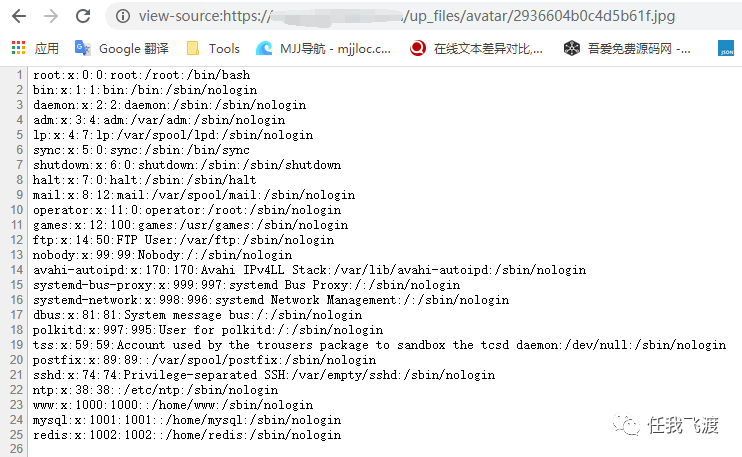 view-source:https:// /up_files/avatar/2936604b0c4d5b61f.jpg
应用 Google 翻译 Tools MJJ导航 - mjjloc.com... 在线文本差异对比,... 吾爱免费源码网 -... JSON
1 root:x:0:0:root:/root:/bin/bash
2 bin:x:1:1:bin:/bin:/sbin/nologin
3 daemon:x:2:2:daemon:/sbin:/sbin/nologin
4 adm:x:3:4:adm:/var/adm:/sbin/nologin
5 lp:x:4:7:lp:/var/spool/lpd:/sbin/nologin
6 sync:x:5:0:sync:/sbin:/bin/sync
7 shutdown:x:6:0:shutdown:/sbin:/sbin/shutdown
8 halt:x:7:0:halt:/sbin:/sbin/halt
9 mail:x:8:12:mail:/var/spool/mail:/sbin/nologin
10 operator:x:11:0:operator:/root:/sbin/nologin
11 games:x:12:100:games:/usr/games:/sbin/nologin
12 ftp:x:14:50:FTP User:/var/ftp:/sbin/nologin
13 nobody:x:99:99:Nobody:/:/sbin/nologin
14 avahi-autoipd:x:170:170:Avahi IPv4LL Stack:/var/lib/avahi-autoipd:/sbin/nologin
15 systemd-bus-proxy:x:999:997:systemd Bus Proxy:/:/sbin/nologin
16 systemd-network:x:998:996:systemd Network Management:/:/sbin/nologin
17 dbus:x:81:81:System message bus:/:/sbin/nologin
18 polkitd:x:997:995:User for polkitd:/:/sbin/nologin
19 tss:x:59:59:Account used by the trousers package to sandbox the tcsd daemon:/dev/null:/sbin/nologin
20 postfix:x:89:89::/var/spool/postfix:/sbin/nologin
21 sshd:x:74:74:Privilege-separated SSH:/var/empty/sshd:/sbin/nologin
22 ntp:x:38:38::/etc/ntp:/sbin/nologin
23 www:x:1000:1000::/home/www:/sbin/nologin
24 mysql:x:1001:1001::/home/mysql:/sbin/nologin
25 redis:x:1002:1002::/home/redis:/sbin/nologin
26
任我飞渡